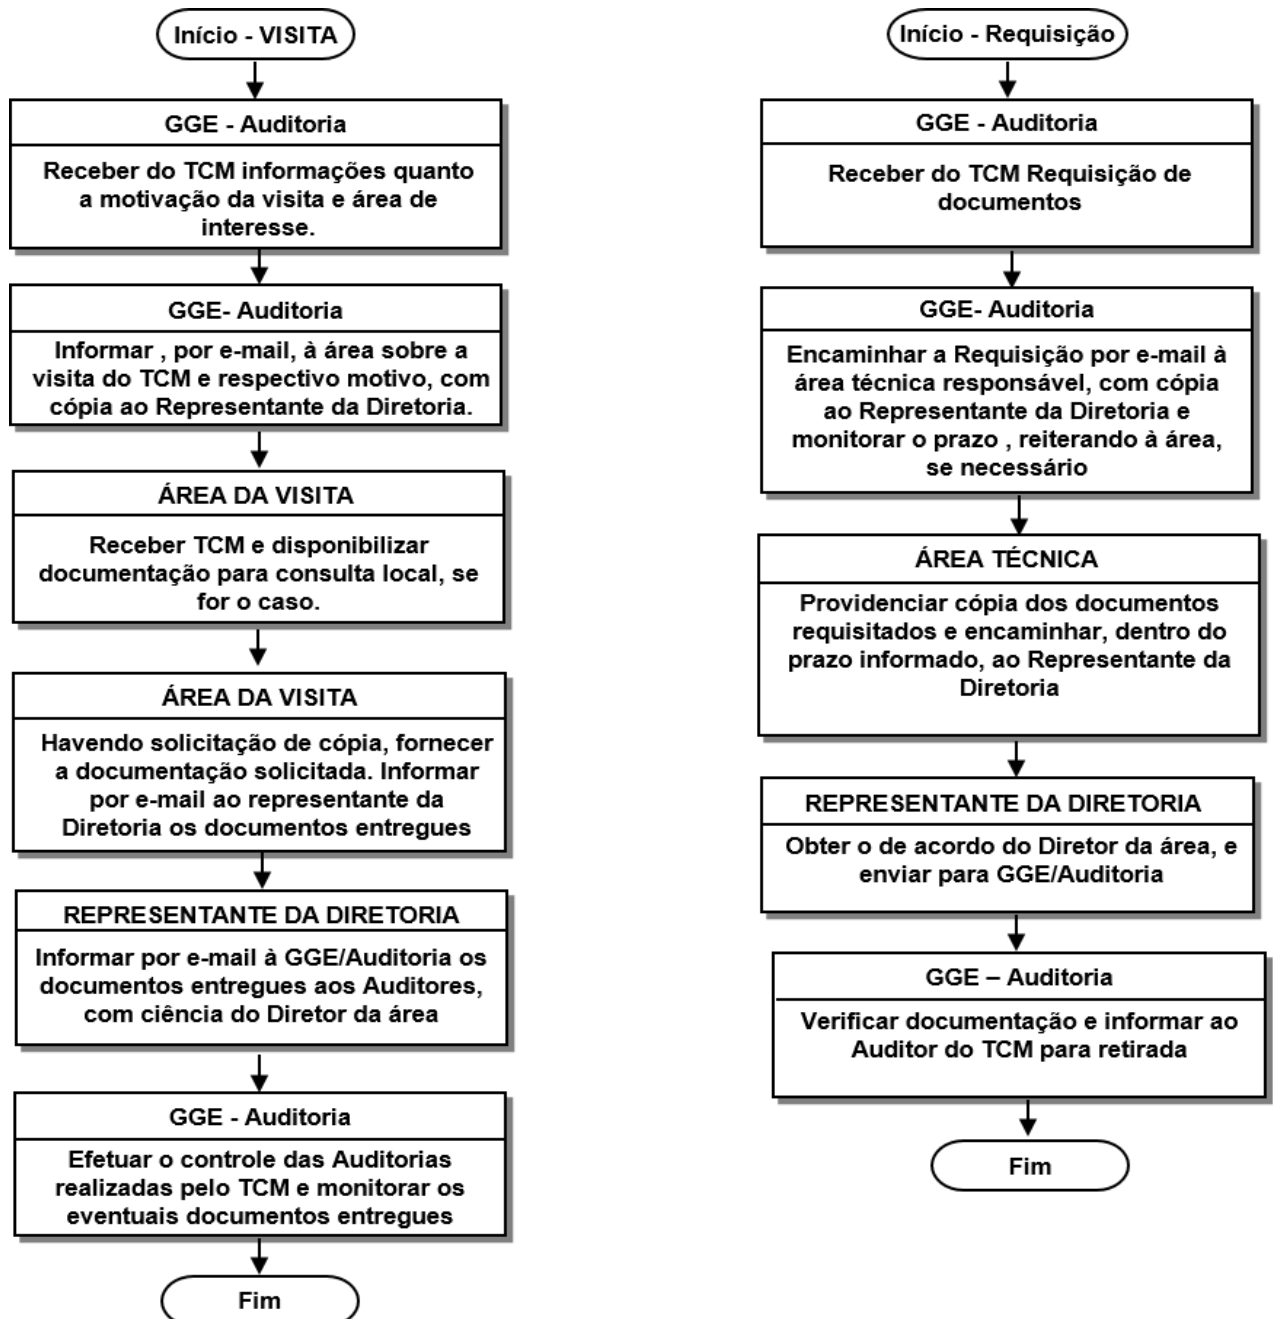 Início - VISITA
GGE - Auditoria
Receber do TCM informações quanto
a motivação da visita e área de
interesse.
GGE- Auditoria
Informar , por e-mail, à área sobre a
visita do TCM e respectivo motivo, com
cópia ao Representante da Diretoria.
ÁREA DA VISITA
Receber TCM e disponibilizar
documentação para consulta local, se
for o caso.
ÁREA DA VISITA
Havendo solicitação de cópia, fornecer
a documentação solicitada. Informar
por e-mail ao representante da
Diretoria os documentos entregues
REPRESENTANTE DA DIRETORIA
Informar por e-mail à GGE/Auditoria os
documentos entregues aos Auditores,
com ciência do Diretor da área
GGE - Auditoria
Efetuar o controle das Auditorias
realizadas pelo TCM e monitorar os
eventuais documentos entregues
Fim
Início - Requisição
GGE - Auditoria
Receber do TCM Requisição de
documentos
GGE- Auditoria
Encaminhar a Requisição por e-mail à
área técnica responsável, com cópia
ao Representante da Diretoria e
monitorar o prazo , reiterando à área,
se necessário
ÁREA TÉCNICA
Providenciar cópia dos documentos
requisitados e encaminhar, dentro do
prazo informado, ao Representante da
Diretoria
REPRESENTANTE DA DIRETORIA
Obter o de acordo do Diretor da área, e
enviar para GGE/Auditoria
GGE – Auditoria
Verificar documentação e informar ao
Auditor do TCM para retirada
Fim